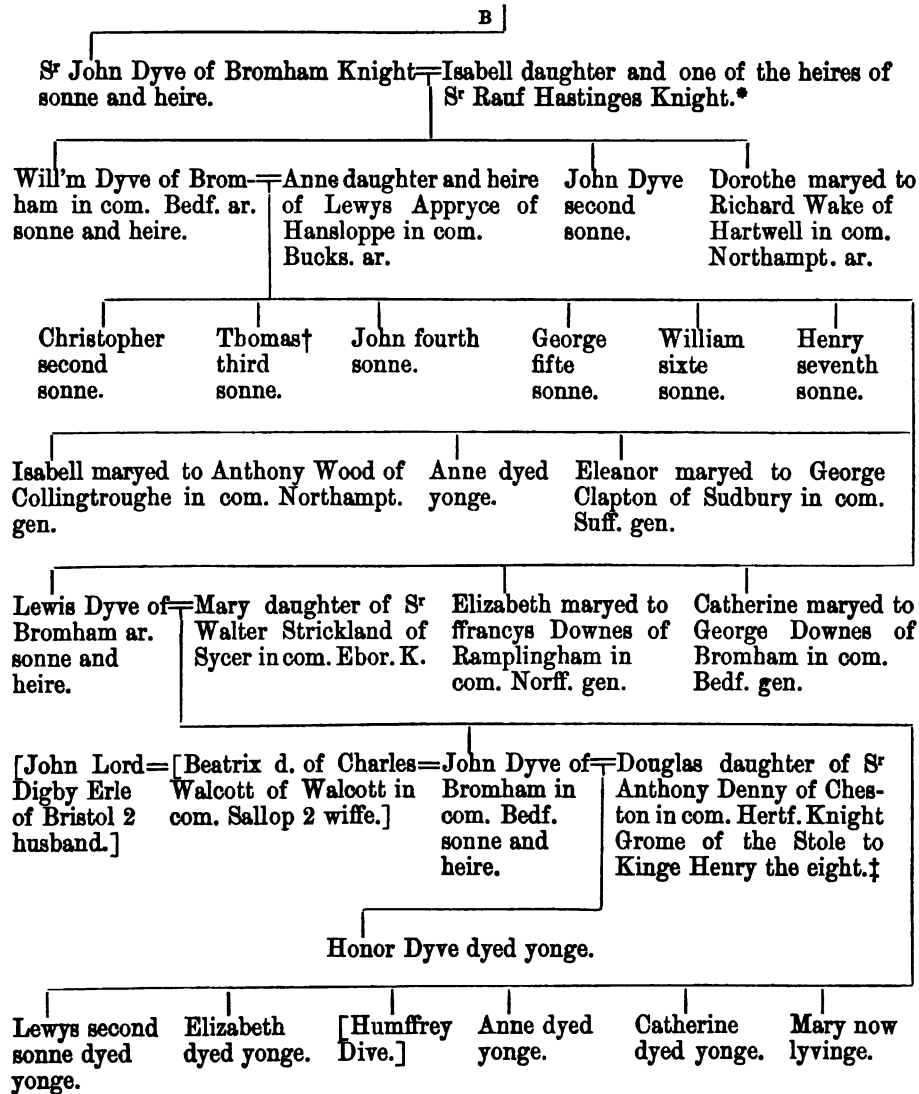 B
Sr John Dyve of Bromham Knight
sonne and heire.
Isabell daughter and one of the heires of
Sr Rauf Hastinges Knight.*
Will'm Dyve of Brom-
ham in com. Bedf. ar.
sonne and heire.
Anne daughter and heire
of Lewys Appryce of
Hansloppe in com.
Bucks. ar.
John Dyve
second
sonne.
Dorothe maryed to
Richard Wake of
Hartwell in com.
Northampt. ar.
Christopher
second
sonne.
Thomas†
third
sonne.
John fourth
sonne.
George
fifte
sonne.
William
sixte
sonne.
Henry
seventh
sonne.
Isabell maryed to Anthony Wood of
Collingtroughe in com. Northampt.
gen.
Anne dyed
yonge.
Eleanor maryed to George
Clapton of Sudbury in com.
Suff. gen.
Lewis Dyve of
Bromham ar.
sonne and
heire.
Mary daughter of Sr
Walter Strickland of
Sycer in com. Ebor. K.
Elizabeth maryed to
ffrancys Downes of
Ramplingham in
com. Norff. gen.
Catherine maryed to
George Downes of
Bromham in com.
Bedf. gen.
[John Lord=
Digby Erle
of Bristol 2
husband.]
[Beatrix d. of Charles=
Walcott of Walcott in
com. Sallop 2 wiffe.]
John Dyve of
Bromham in
com. Bedf.
sonne and
heire.
Douglas daughter of Sr
Anthony Denny of Ches-
ton in com. Hertf. Knight
Grome of the Stole to
Kinge Henry the eight.‡
Honor Dyve dyed yonge.
Lewys second
sonne dyed
yonge.
Elizabeth
dyed yonge.
[Humffrey
Dive.]
Anne dyed
yonge.
Catherine
dyed yonge.
Mary now
lyvinge.